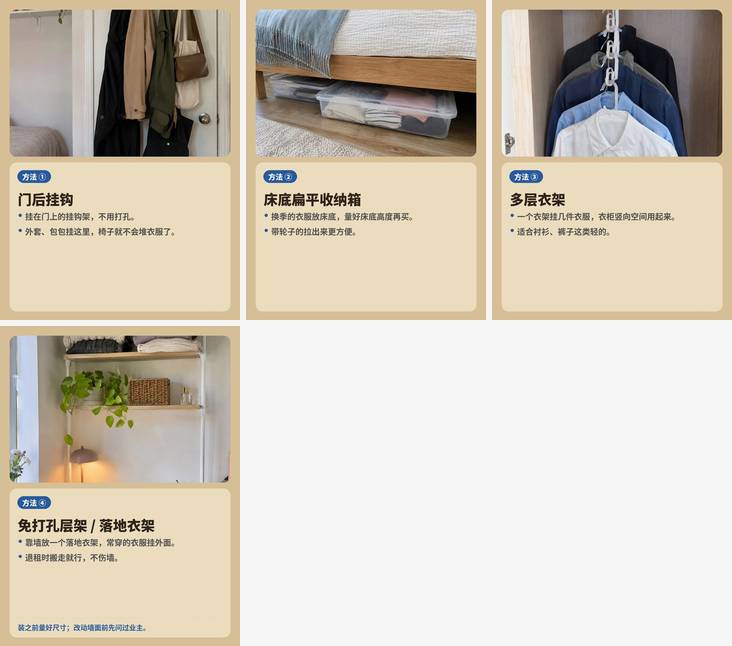 方法 ①
门后挂钩
• 挂在门上的挂钩架，不用打孔。
• 外套、包包挂这里，椅子就不会堆衣服了。
方法 ②
床底扁平收纳箱
• 换季的衣服放床底，量好床底高度再买。
• 带轮子的拉出来更方便。
方法 ③
多层衣架
• 一个衣架挂几件衣服，衣柜竖向空间用起来。
• 适合衬衫、裤子这类轻的。
方法 ④
免打孔层架 / 落地衣架
• 靠墙放一个落地衣架，常穿的衣服挂外面。
• 退租时搬走就行，不伤墙。
装之前量好尺寸；改动墙面前先问过业主。